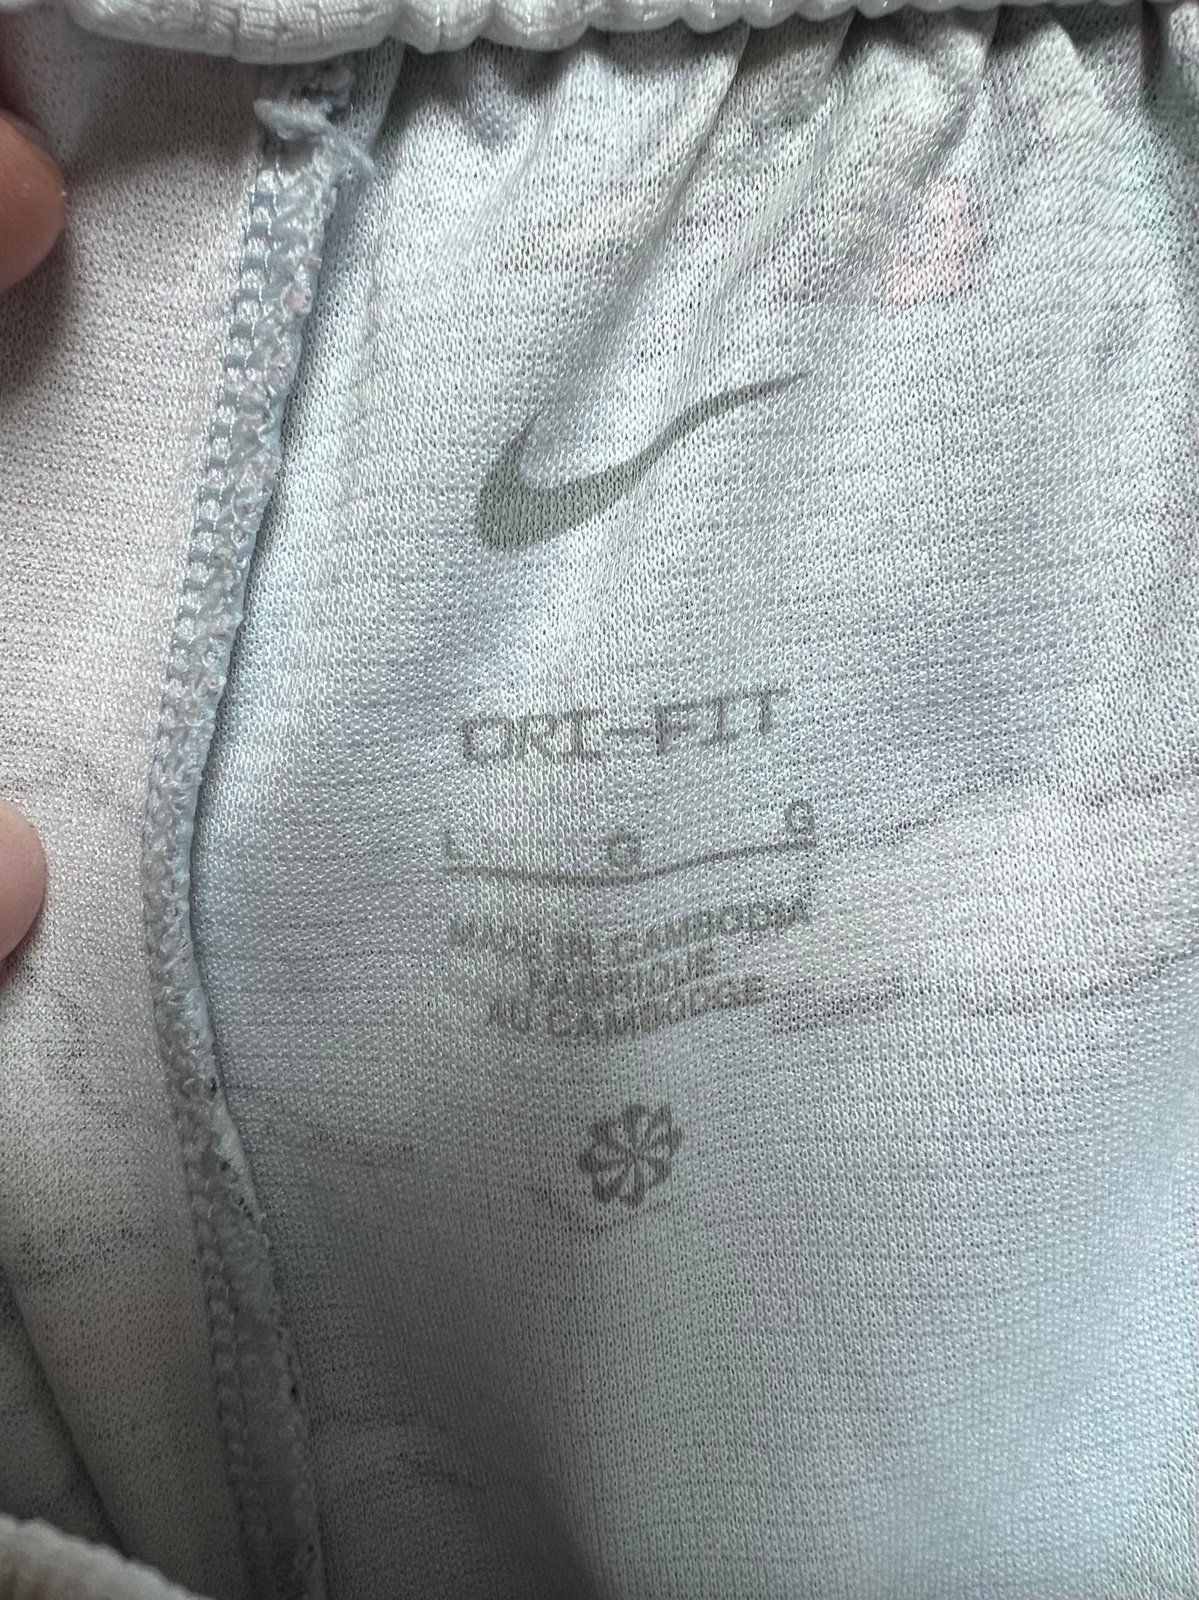 DRI-FIT
L G G
MADE IN CAMBODIA
FABRIQUÉ
AU CAMBODGE